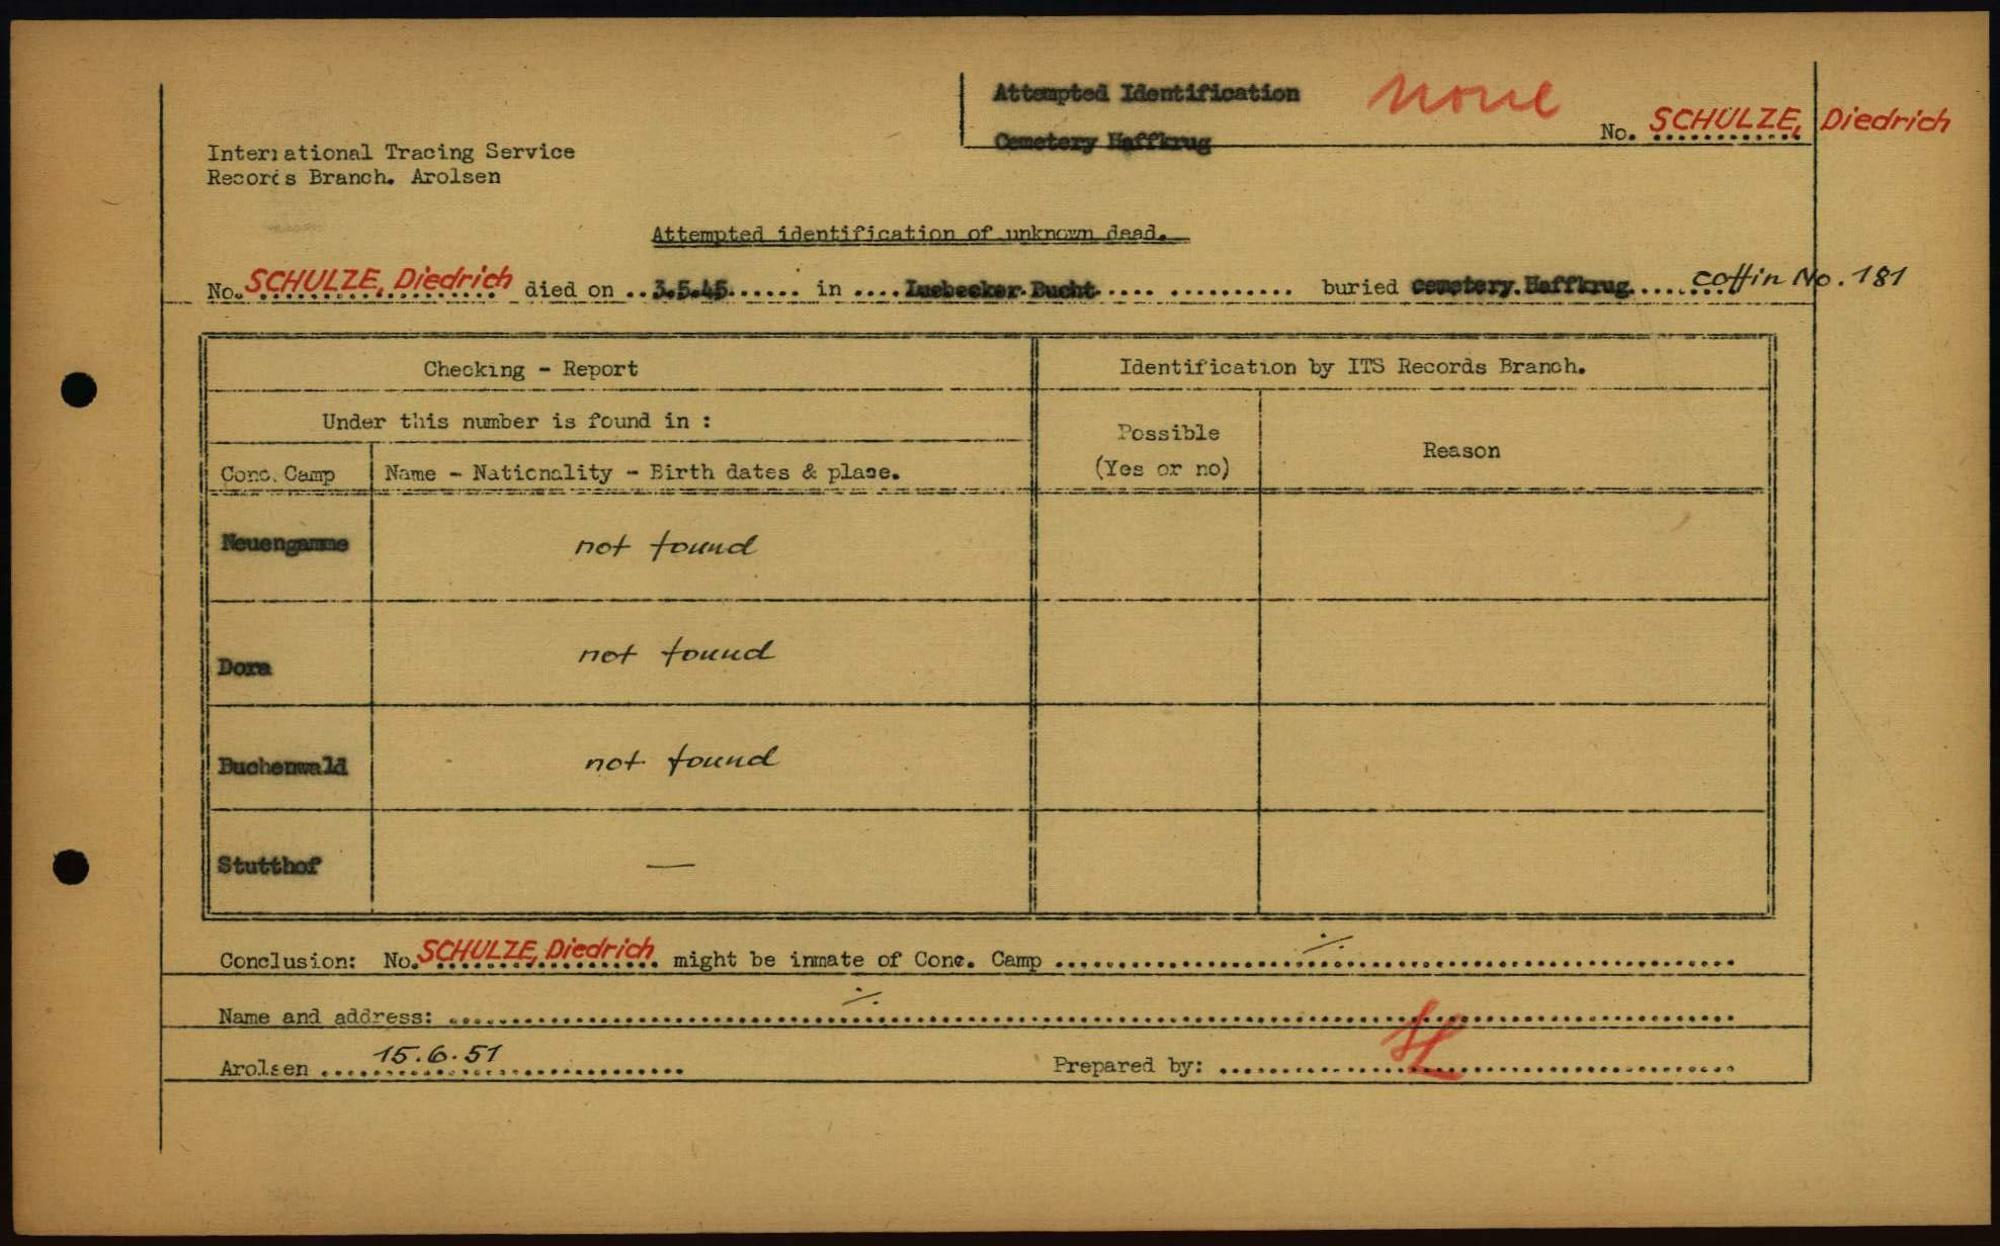 Attempted Identification none
Cemetery Haffkrug No. SCHULZE, Diedrich
International Tracing Service
Records Branch. Arolsen
Attempted identification of unknown dead.
No. SCHULZE, Diedrich died on ..3.5.45...... in ....Luebecker Bucht..... .......... buried cemetery.Haffkrug........ coffin No. 181
Checking - Report
Identification by ITS Records Branch.
Under this number is found in :
Possible
(Yes or no)
Reason
Conc. Camp Name - Nationality - Birth dates & place.
Neuengamme not found
Dora not found
Buchenwald not found
Stutthof —
Conclusion: No. SCHULZE, Diedrich might be inmate of Conc. Camp ........ ·/. ........
Name and address: ........ ·/. ........
Arolsen 15.6.51 ........ Prepared by: ........